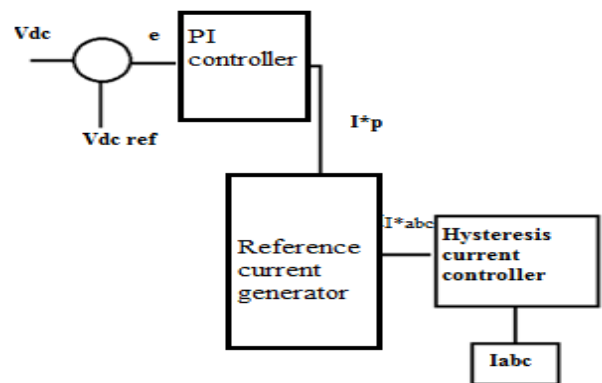 Vdc
e
PI
controller
Vdc ref
I*p
Reference
current
generator
I*abc
Hysteresis
current
controller
Iabc